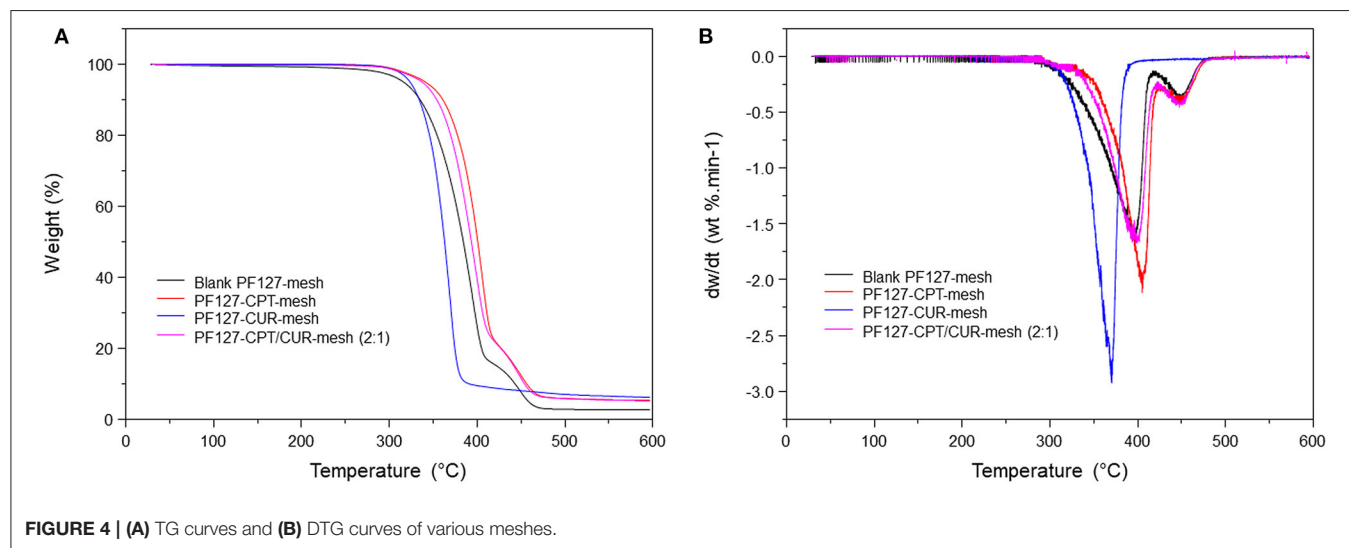 A
Weight (%)
100
80
60
40
20
0
Blank PF127-mesh
PF127-CPT-mesh
PF127-CUR-mesh
PF127-CPT/CUR-mesh (2:1)
0 100 200 300 400 500 600
Temperature (°C)
B
dw/dt (wt %.min-1)
0.0
-0.5
-1.0
-1.5
-2.0
-2.5
-3.0
Blank PF127-mesh
PF127-CPT-mesh
PF127-CUR-mesh
PF127-CPT/CUR-mesh (2:1)
0 100 200 300 400 500 600
Temperature (°C)
FIGURE 4 | (A) TG curves and (B) DTG curves of various meshes.